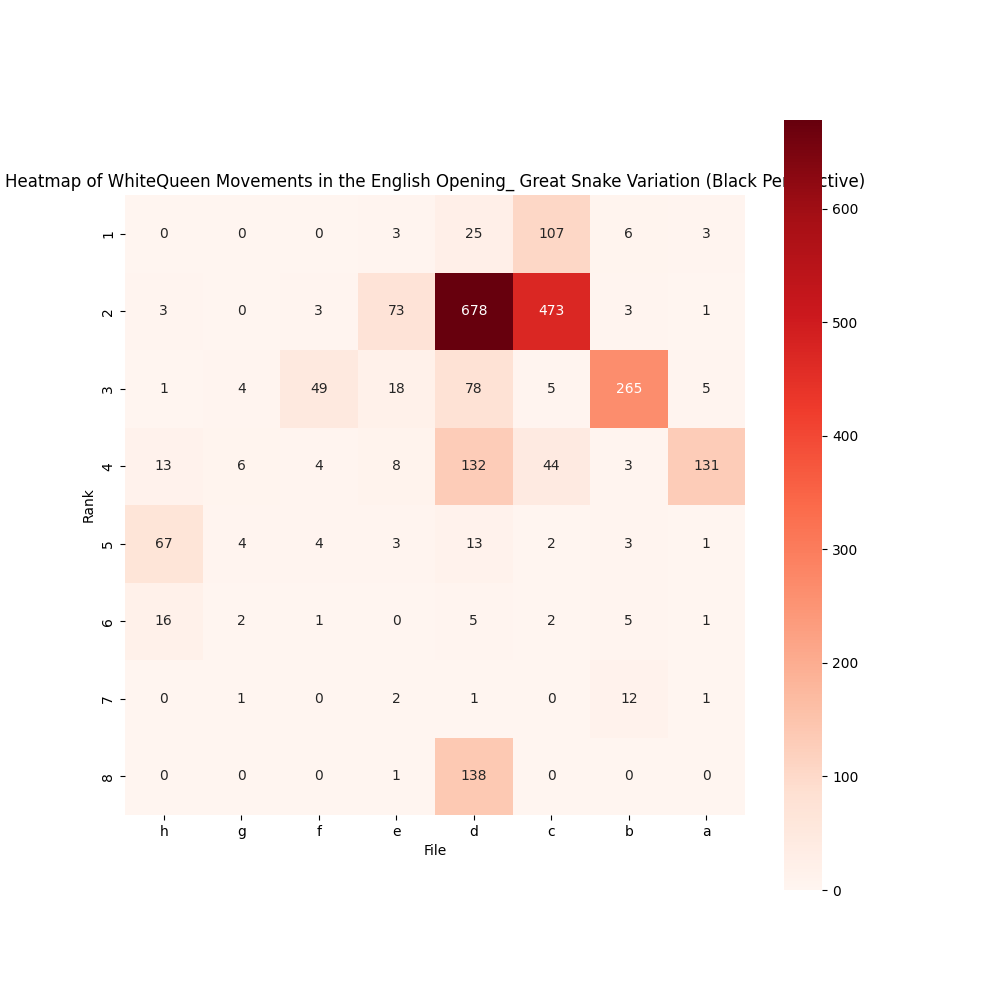 Heatmap of WhiteQueen Movements in the English Opening_ Great Snake Variation (Black Pe ctive)
600
500
400
300
200
100
0
Rank
1 0 0 0 3 25 107 6 3
2 3 0 3 73 678 473 3 1
3 1 4 49 18 78 5 265 5
4 13 6 4 8 132 44 3 131
5 67 4 4 3 13 2 3 1
6 16 2 1 0 5 2 5 1
7 0 1 0 2 1 0 12 1
8 0 0 0 1 138 0 0 0
h g f e d c b a
File